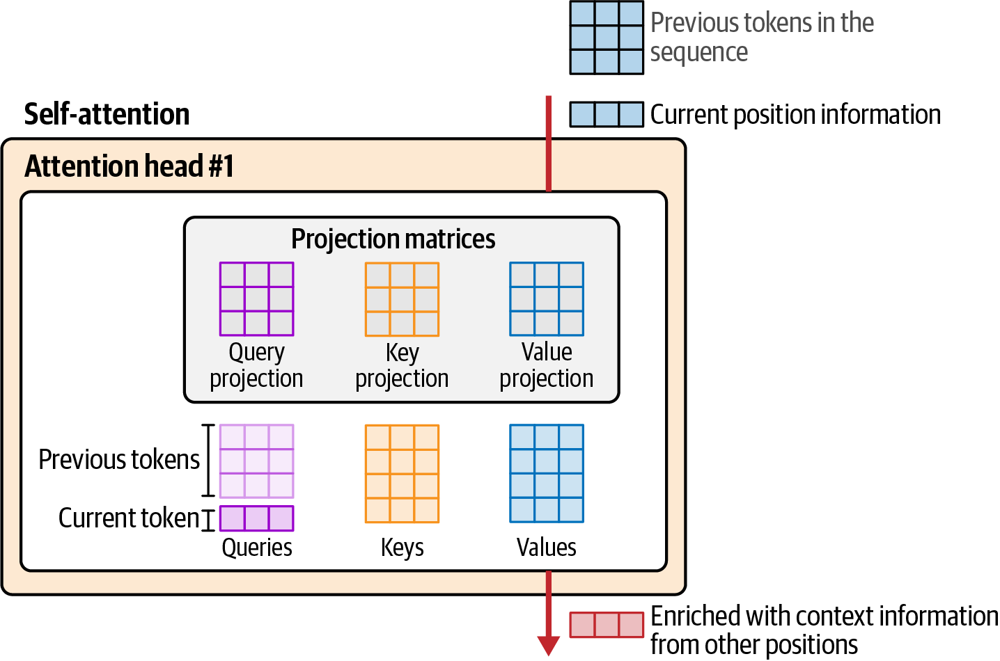 Previous tokens in the
sequence
Current position information
Self-attention
Attention head #1
Projection matrices
Query
projection
Key
projection
Value
projection
Previous tokens
Current token
Queries
Keys
Values
Enriched with context information
from other positions